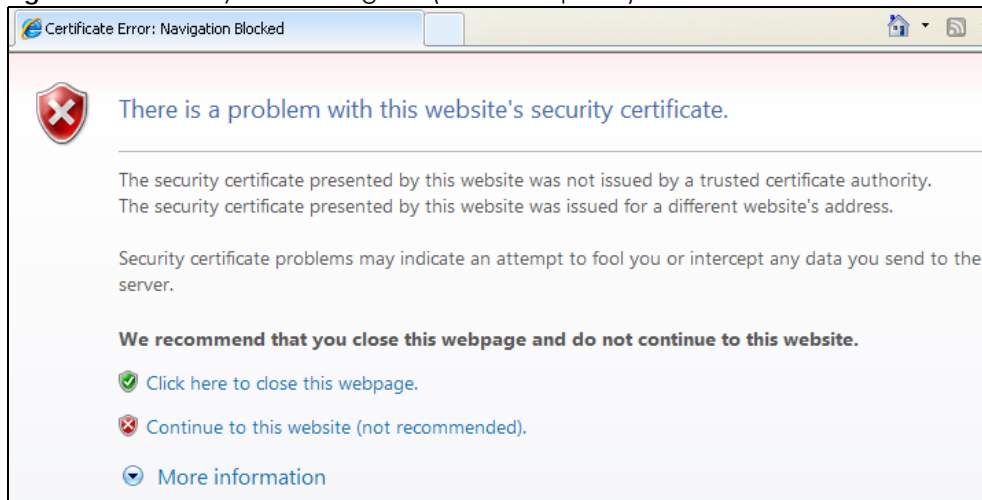 Certificate Error: Navigation Blocked
There is a problem with this website's security certificate.
The security certificate presented by this website was not issued by a trusted certificate authority.
The security certificate presented by this website was issued for a different website's address.
Security certificate problems may indicate an attempt to fool you or intercept any data you send to the
server.
We recommend that you close this webpage and do not continue to this website.
Click here to close this webpage.
Continue to this website (not recommended).
More information